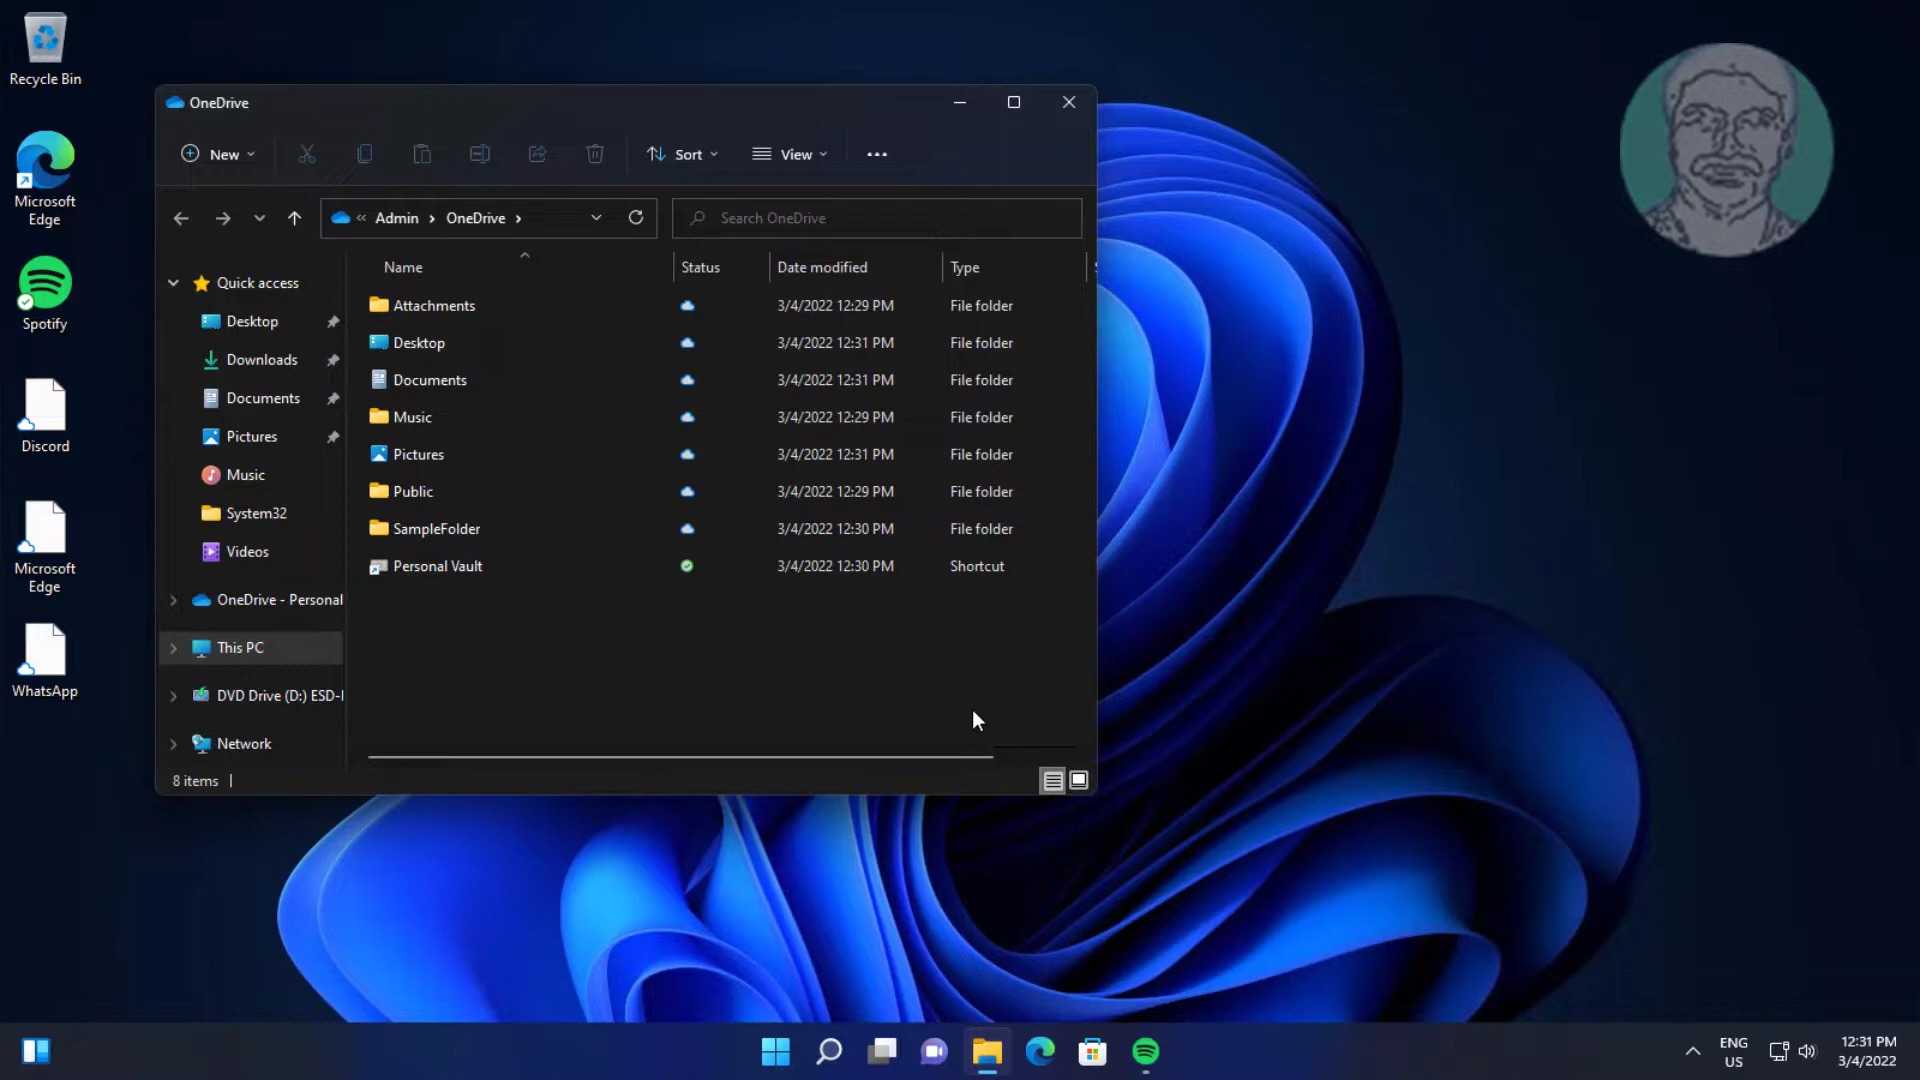 Recycle Bin
Microsoft
Edge
Spotify
Discord
Microsoft
Edge
WhatsApp
OneDrive
New
Sort
View
Admin
OneDrive
Search OneDrive
Name
Status
Date modified
Type
Quick access
Desktop
Downloads
Documents
Pictures
Music
System32
Videos
OneDrive - Personal
This PC
DVD Drive (D:) ESD-I
Network
Attachments 3/4/2022 12:29 PM File folder
Desktop 3/4/2022 12:31 PM File folder
Documents 3/4/2022 12:31 PM File folder
Music 3/4/2022 12:29 PM File folder
Pictures 3/4/2022 12:31 PM File folder
Public 3/4/2022 12:29 PM File folder
SampleFolder 3/4/2022 12:30 PM File folder
Personal Vault 3/4/2022 12:30 PM Shortcut
8 items
ENG
US
12:31 PM
3/4/2022